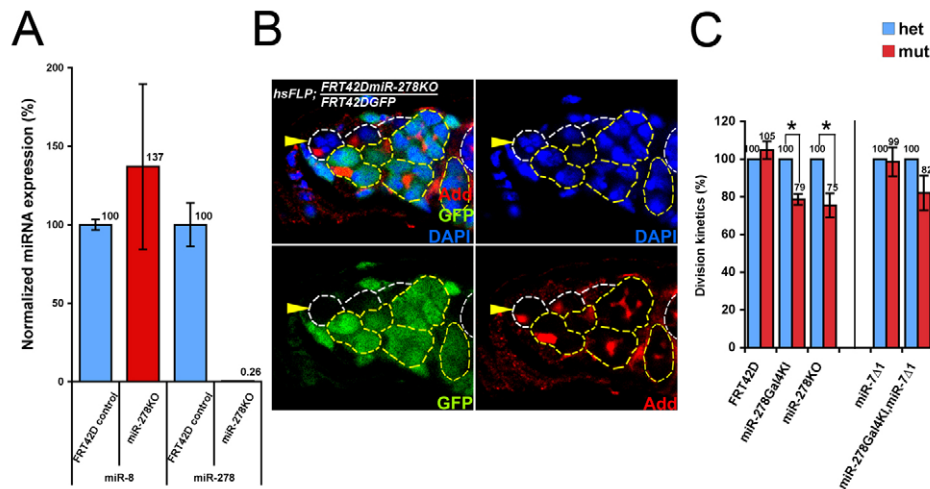 A
Normalized miRNA expression (%)
200
150
100
50
0
100
137
100
0.26
FRT42D control
miR-278KO
FRT42D control
miR-278KO
miR-8
miR-278
B
hsFLP; FRT42DmiR-278KO
FRT42DGFP
Add
GFP
DAPI
DAPI
GFP
Add
C
het
mut
Division kinetics (%)
120
100
80
60
40
20
0
100
105
100
*
79
100
*
75
100
99
100
82
FRT42D
miR-278Gal4KI
miR-278KO
miR-7Δ1
miR-278Gal4KI,miR-7Δ1